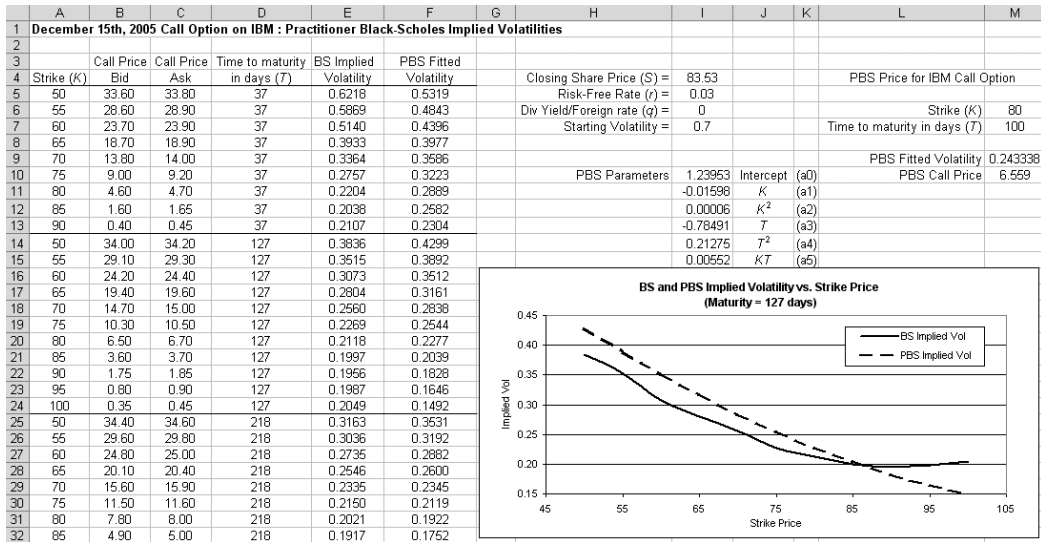 A B C D E F G H I J K L M
1 December 15th, 2005 Call Option on IBM : Practitioner Black-Scholes Implied Volatilities
2
3 Call Price Call Price Time to maturity BS Implied PBS Fitted
4 Strike (K) Bid Ask in days (T) Volatility Volatility Closing Share Price (S) = 83.53 PBS Price for IBM Call Option
5 50 33.60 33.80 37 0.6218 0.5319 Risk-Free Rate (r) = 0.03
6 55 28.60 28.90 37 0.5869 0.4843 Div Yield/Foreign rate (q) = 0 Strike (K) 80
7 60 23.70 23.90 37 0.5140 0.4396 Starting Volatility = 0.7 Time to maturity in days (T) 100
8 65 18.70 18.90 37 0.3933 0.3977
9 70 13.80 14.00 37 0.3364 0.3586 PBS Fitted Volatility 0.243338
10 75 9.00 9.20 37 0.2757 0.3223 PBS Parameters 1.23953 Intercept (a0) PBS Call Price 6.559
11 80 4.60 4.70 37 0.2204 0.2889 -0.01598 K (a1)
12 85 1.60 1.65 37 0.2038 0.2582 0.00006 K² (a2)
13 90 0.40 0.45 37 0.2107 0.2304 -0.78491 T (a3)
14 50 34.00 34.20 127 0.3836 0.4299 0.21275 T² (a4)
15 55 29.10 29.30 127 0.3515 0.3892 0.00552 KT (a5)
16 60 24.20 24.40 127 0.3073 0.3512
17 65 19.40 19.60 127 0.2804 0.3161
18 70 14.70 15.00 127 0.2560 0.2838
19 75 10.30 10.50 127 0.2269 0.2544
20 80 6.50 6.70 127 0.2118 0.2277
21 85 3.60 3.70 127 0.1997 0.2039
22 90 1.75 1.85 127 0.1956 0.1828
23 95 0.80 0.90 127 0.1987 0.1646
24 100 0.35 0.45 127 0.2049 0.1492
25 50 34.40 34.60 218 0.3163 0.3531
26 55 29.60 29.80 218 0.3036 0.3192
27 60 24.80 25.00 218 0.2735 0.2882
28 65 20.10 20.40 218 0.2546 0.2600
29 70 15.60 15.90 218 0.2335 0.2345
30 75 11.50 11.60 218 0.2150 0.2119
31 80 7.80 8.00 218 0.2021 0.1922
32 85 4.90 5.00 218 0.1917 0.1752
BS and PBS Implied Volatility vs. Strike Price
(Maturity = 127 days)
BS Implied Vol
PBS Implied Vol
Implied Vol
0.45
0.40
0.35
0.30
0.25
0.20
0.15
45 55 65 75 85 95 105
Strike Price